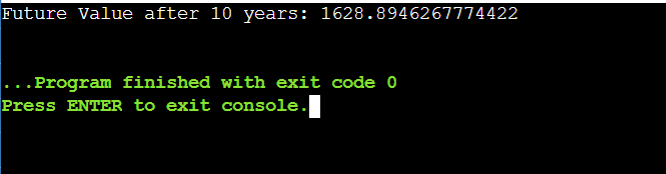 Future Value after 10 years: 1628.8946267774422
...Program finished with exit code 0
Press ENTER to exit console.